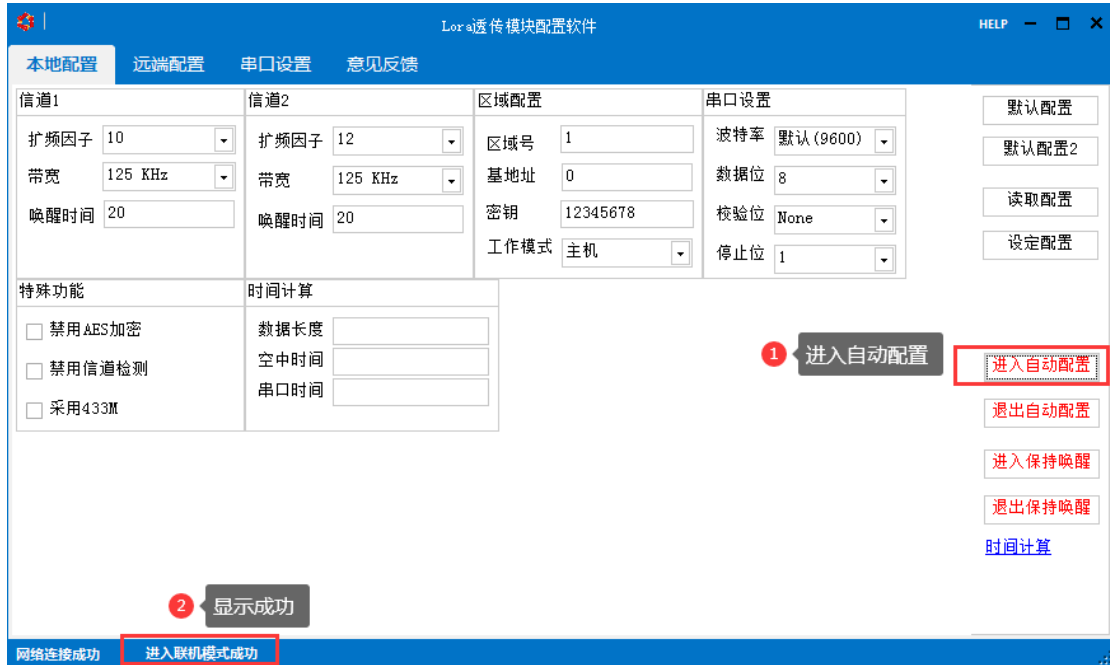 Lora透传模块配置软件
HELP
本地配置 远端配置 串口设置 意见反馈
信道1 信道2 区域配置 串口设置
扩频因子 10 扩频因子 12 区域号 1 波特率 默认(9600)
带宽 125 KHz 带宽 125 KHz 基地址 0 数据位 8
唤醒时间 20 唤醒时间 20 密钥 12345678 校验位 None
工作模式 主机 停止位 1
默认配置
默认配置2
读取配置
设定配置
特殊功能 时间计算
禁用AES加密 数据长度
禁用信道检测 空中时间
采用433M 串口时间
1 进入自动配置
进入自动配置
退出自动配置
进入保持唤醒
退出保持唤醒
时间计算
2 显示成功
网络连接成功 进入联机模式成功